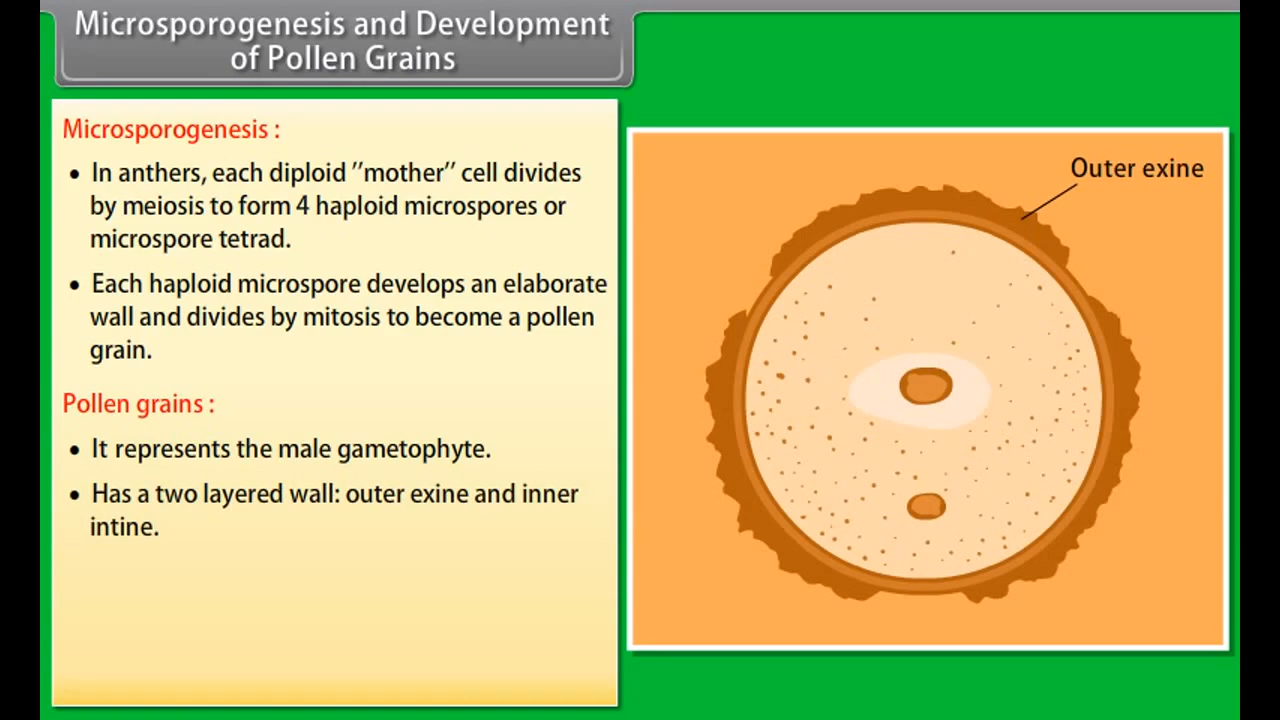 Microsporogenesis and Development
of Pollen Grains
Microsporogenesis :
• In anthers, each diploid "mother" cell divides
by meiosis to form 4 haploid microspores or
microspore tetrad.
• Each haploid microspore develops an elaborate
wall and divides by mitosis to become a pollen
grain.
Pollen grains :
• It represents the male gametophyte.
• Has a two layered wall: outer exine and inner
intine.
Outer exine